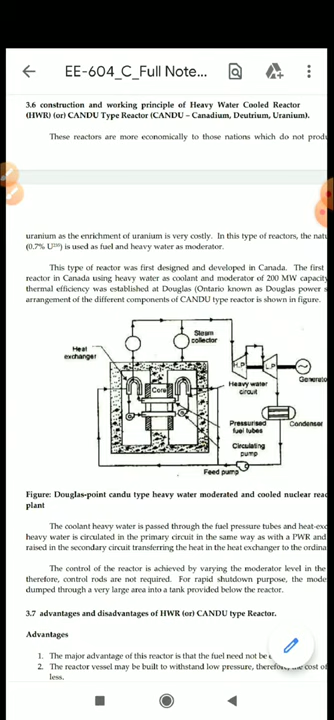 EE-604_C_Full Note...
3.6 construction and working principle of Heavy Water Cooled Reactor
(HWR) (or) CANDU Type Reactor (CANDU – Canadium, Deutrium, Uranium).
These reactors are more economically to those nations which do not produ
uranium as the enrichment of uranium is very costly. In this type of reactors, the natu
(0.7% U²³⁵) is used as fuel and heavy water as moderator.
This type of reactor was first designed and developed in Canada. The first
reactor in Canada using heavy water as coolant and moderator of 200 MW capacity
thermal efficiency was established at Douglas (Ontario known as Douglas power s
arrangement of the different components of CANDU type reactor is shown in figure.
Steam
collector
Heat
exchanger
H.P
L.P
Generato
Core
Heavy water
circuit
Pressurised
fuel tubes
Condenser
Circulating
pump
Feed pump
Figure: Douglas-point candu type heavy water moderated and cooled nuclear reac
plant
The coolant heavy water is passed through the fuel pressure tubes and heat-exc
heavy water is circulated in the primary circuit in the same way as with a PWR and
raised in the secondary circuit transferring the heat in the heat exchanger to the ordina
The control of the reactor is achieved by varying the moderator level in the
therefore, control rods are not required. For rapid shutdown purpose, the mode
dumped through a very large area into a tank provided below the reactor.
3.7 advantages and disadvantages of HWR (or) CANDU type Reactor.
Advantages
1. The major advantage of this reactor is that the fuel need not be
2. The reactor vessel may be built to withstand low pressure, cost of
less.